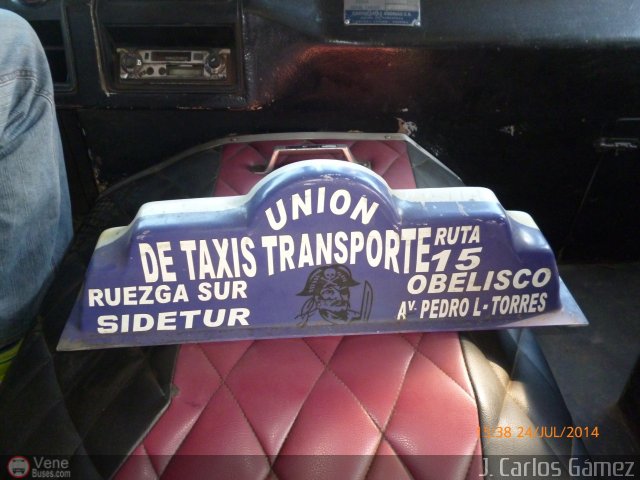 UNION
DE TAXIS TRANSPORTE
RUTA
15
RUEZGA SUR
OBELISCO
SIDETUR
AV. PEDRO L- TORRES
15:38 24/JUL/2014
Vene
Buses.com
J. Carlos Gámez